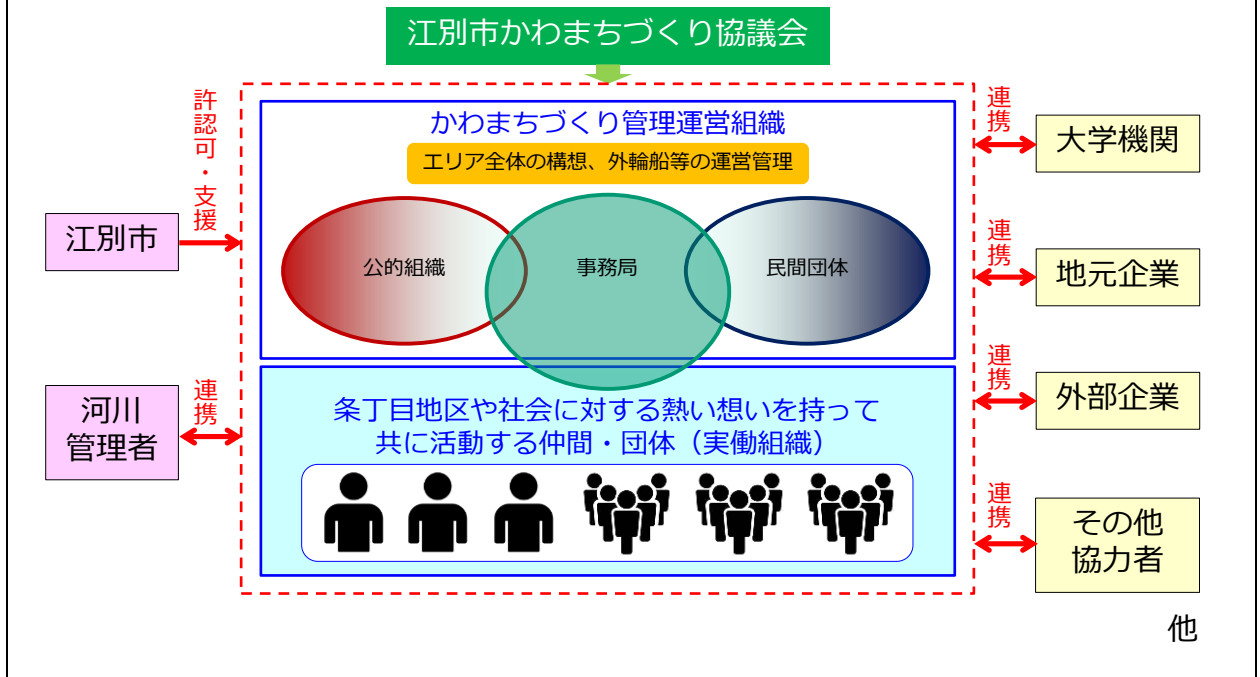 江別市かわまちづくり協議会
許認可・支援
江別市
連携
河川
管理者
かわまちづくり管理運営組織
エリア全体の構想、外輪船等の運営管理
公的組織
事務局
民間団体
条丁目地区や社会に対する熱い想いを持って
共に活動する仲間・団体（実働組織）
連携
大学機関
連携
地元企業
連携
外部企業
連携
その他
協力者
他